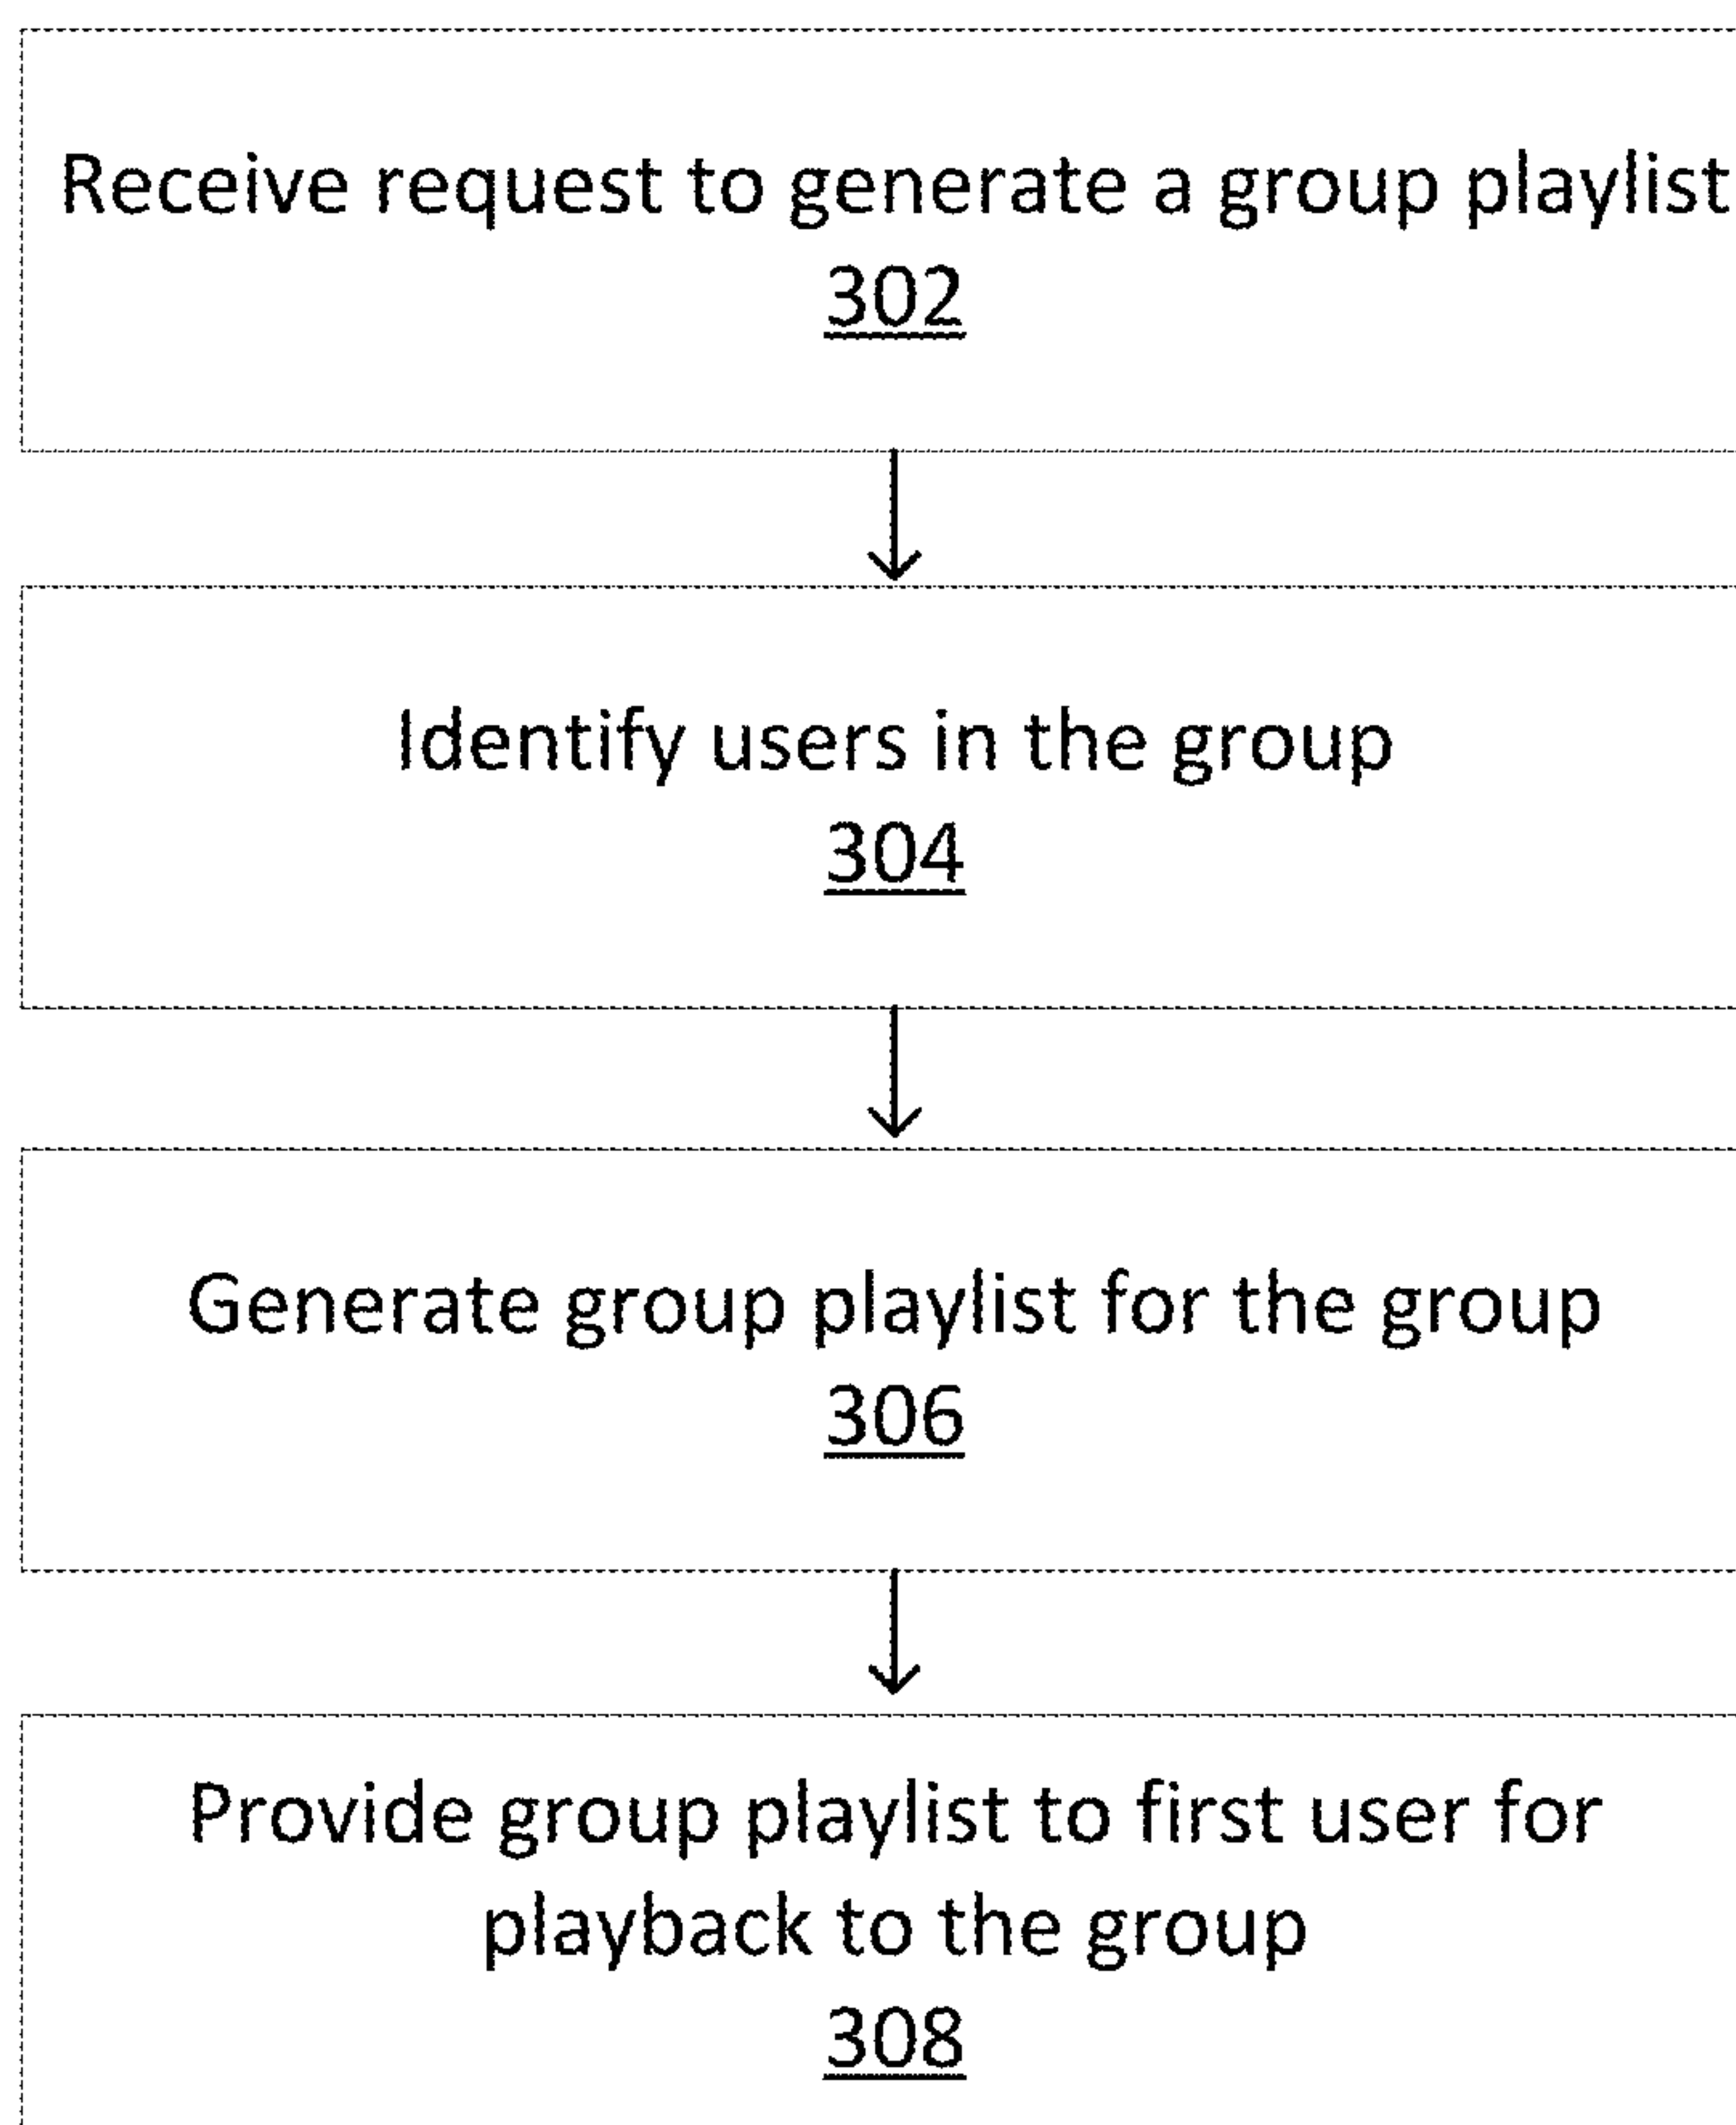 Receive request to generate a group playlist
302
Identify users in the group
304
Generate group playlist for the group
306
Provide group playlist to first user for
playback to the group
308